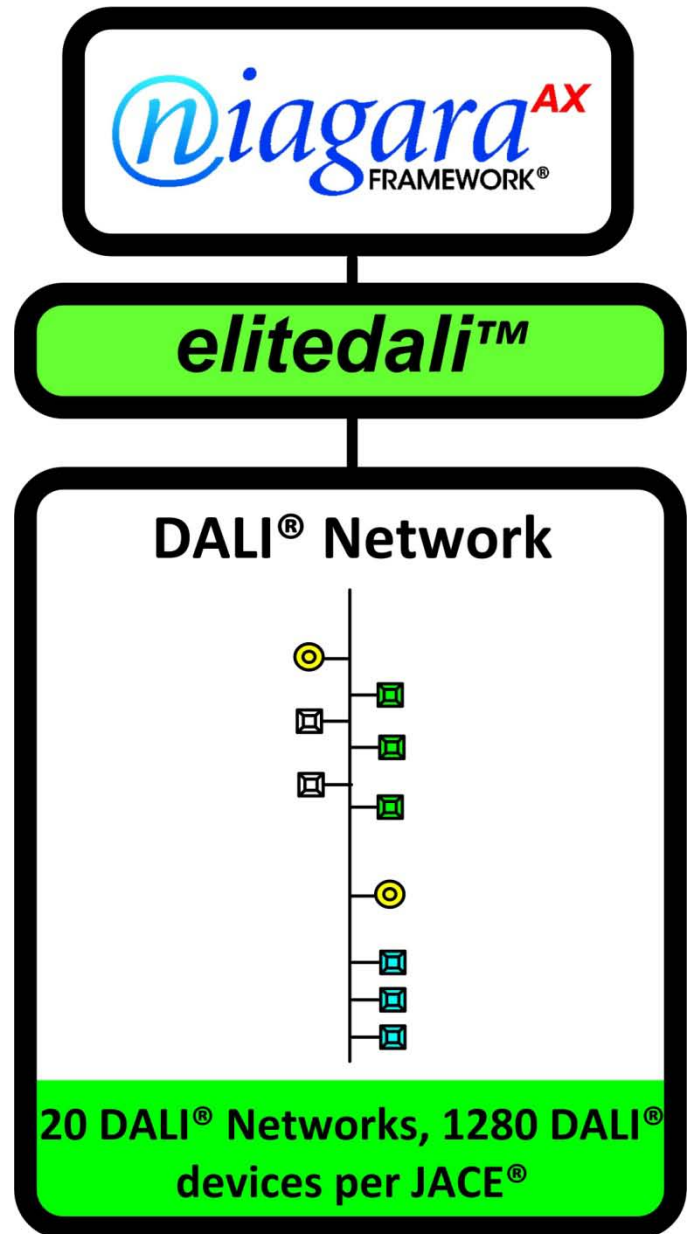 niagara AX
FRAMEWORK®
elitedali™
DALI® Network
20 DALI® Networks, 1280 DALI®
devices per JACE®